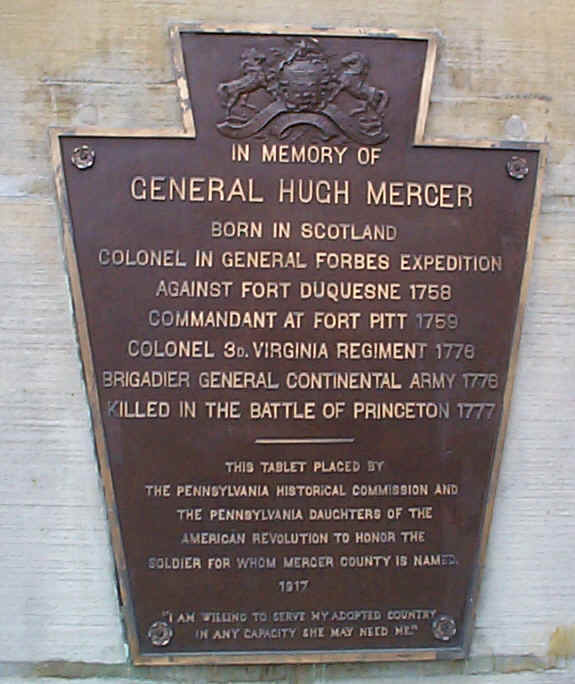 IN MEMORY OF
GENERAL HUGH MERCER
BORN IN SCOTLAND
COLONEL IN GENERAL FORBES EXPEDITION
AGAINST FORT DUQUESNE 1758
COMMANDANT AT FORT PITT 1759
COLONEL 3D. VIRGINIA REGIMENT 1776
BRIGADIER GENERAL CONTINENTAL ARMY 1776
KILLED IN THE BATTLE OF PRINCETON 1777
THIS TABLET PLACED BY
THE PENNSYLVANIA HISTORICAL COMMISSION AND
THE PENNSYLVANIA DAUGHTERS OF THE
AMERICAN REVOLUTION TO HONOR THE
SOLDIER FOR WHOM MERCER COUNTY IS NAMED.
1917
"I AM WILLING TO SERVE MY ADOPTED COUNTRY
IN ANY CAPACITY SHE MAY NEED ME."